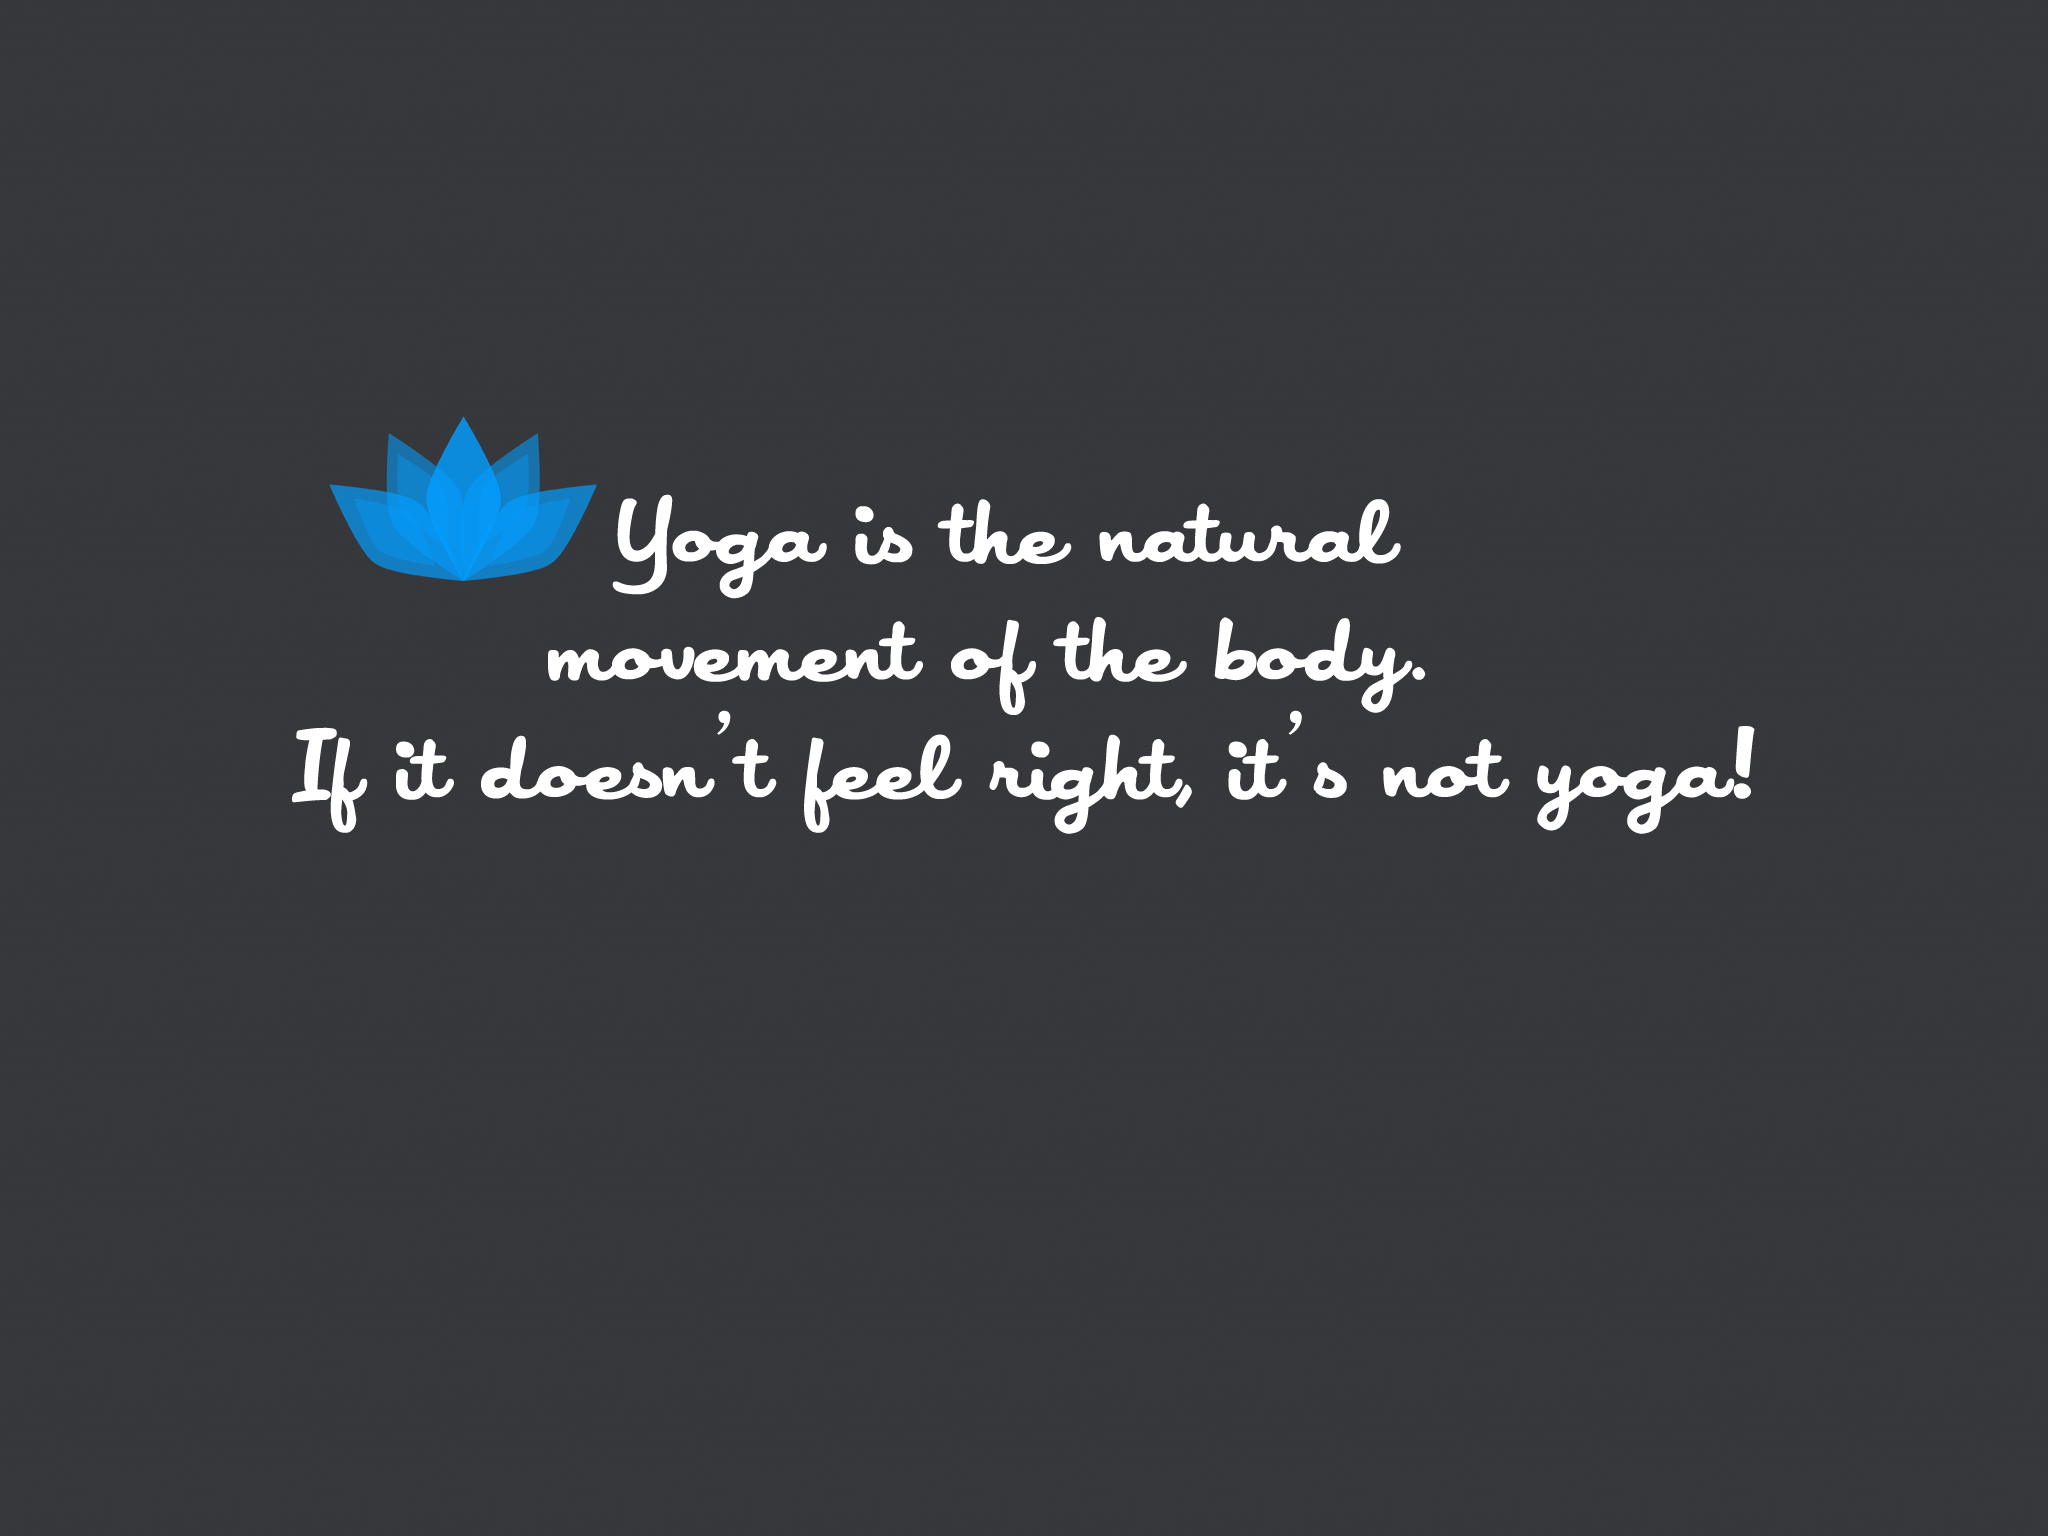 Yoga is the natural
movement of the body.
If it doesn’t feel right, it’s not yoga!